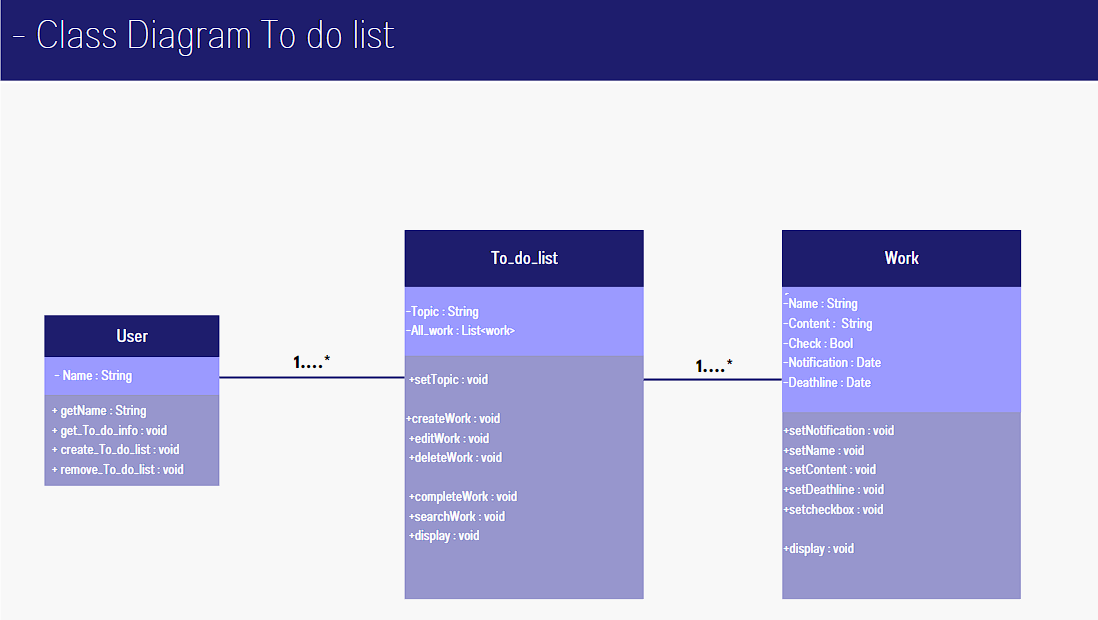 - Class Diagram To do list
User
- Name : String
+ getName : String
+ get_To_do_info : void
+ create_To_do_list : void
+ remove_To_do_list : void
1....*
To_do_list
-Topic : String
-All_work : List<work>
+setTopic : void
+createWork : void
+editWork : void
+deleteWork : void
+completeWork : void
+searchWork : void
+display : void
1....*
Work
-Name : String
-Content :  String
-Check : Bool
-Notification : Date
-Deathline : Date
+setNotification : void
+setName : void
+setContent : void
+setDeathline : void
+setcheckbox : void
+display : void